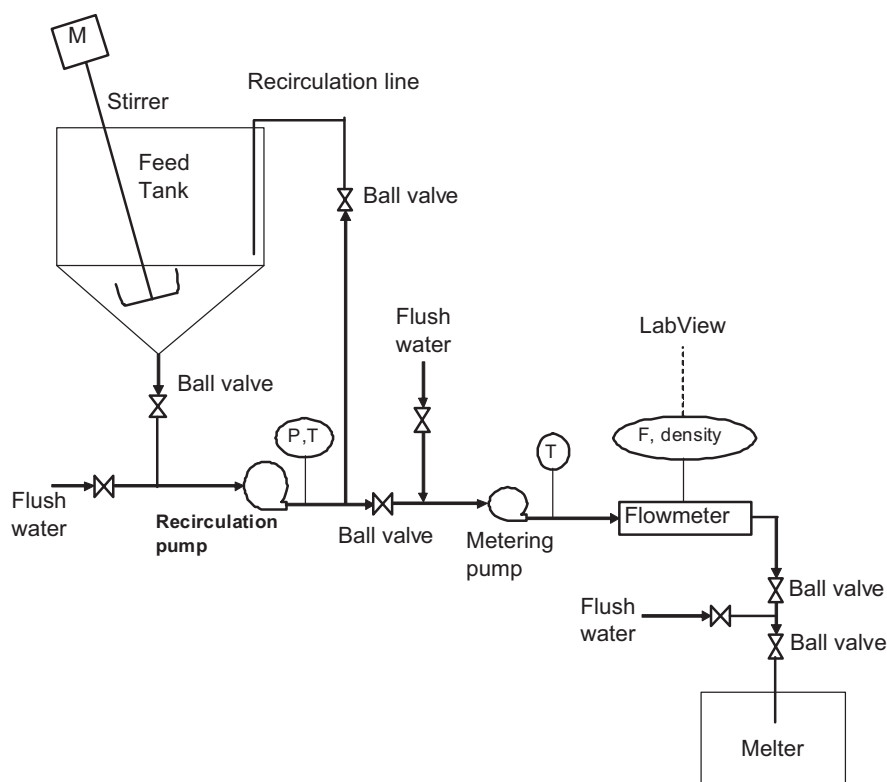 M
Recirculation line
Stirrer
Feed
Tank
Ball valve
Flush
water
LabView
Ball valve
P,T
T
F, density
Flush
water
Recirculation
pump
Ball valve
Metering
pump
Flowmeter
Ball valve
Flush
water
Ball valve
Melter